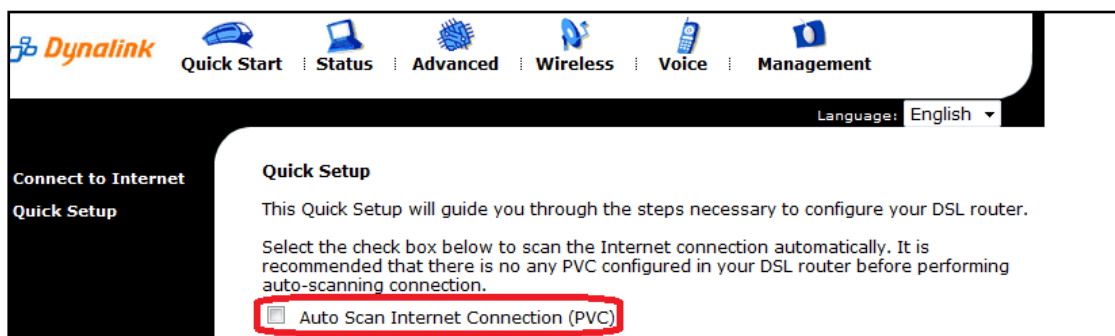 Dynalink
Quick Start Status Advanced Wireless Voice Management
Language: English
Connect to Internet
Quick Setup
Quick Setup
This Quick Setup will guide you through the steps necessary to configure your DSL router.
Select the check box below to scan the Internet connection automatically. It is
recommended that there is no any PVC configured in your DSL router before performing
auto-scanning connection.
Auto Scan Internet Connection (PVC)